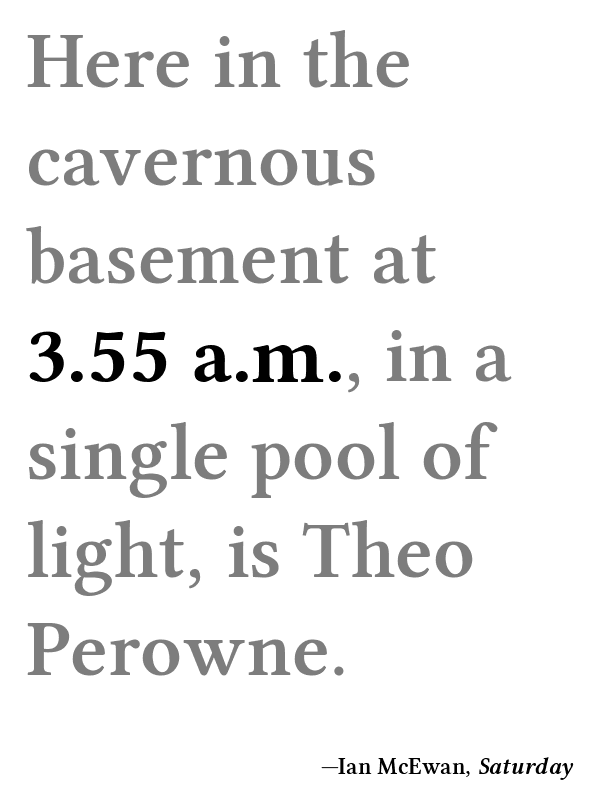 Here in the
cavernous
basement at
3.55 a.m., in a
single pool of
light, is Theo
Perowne.
—Ian McEwan, Saturday